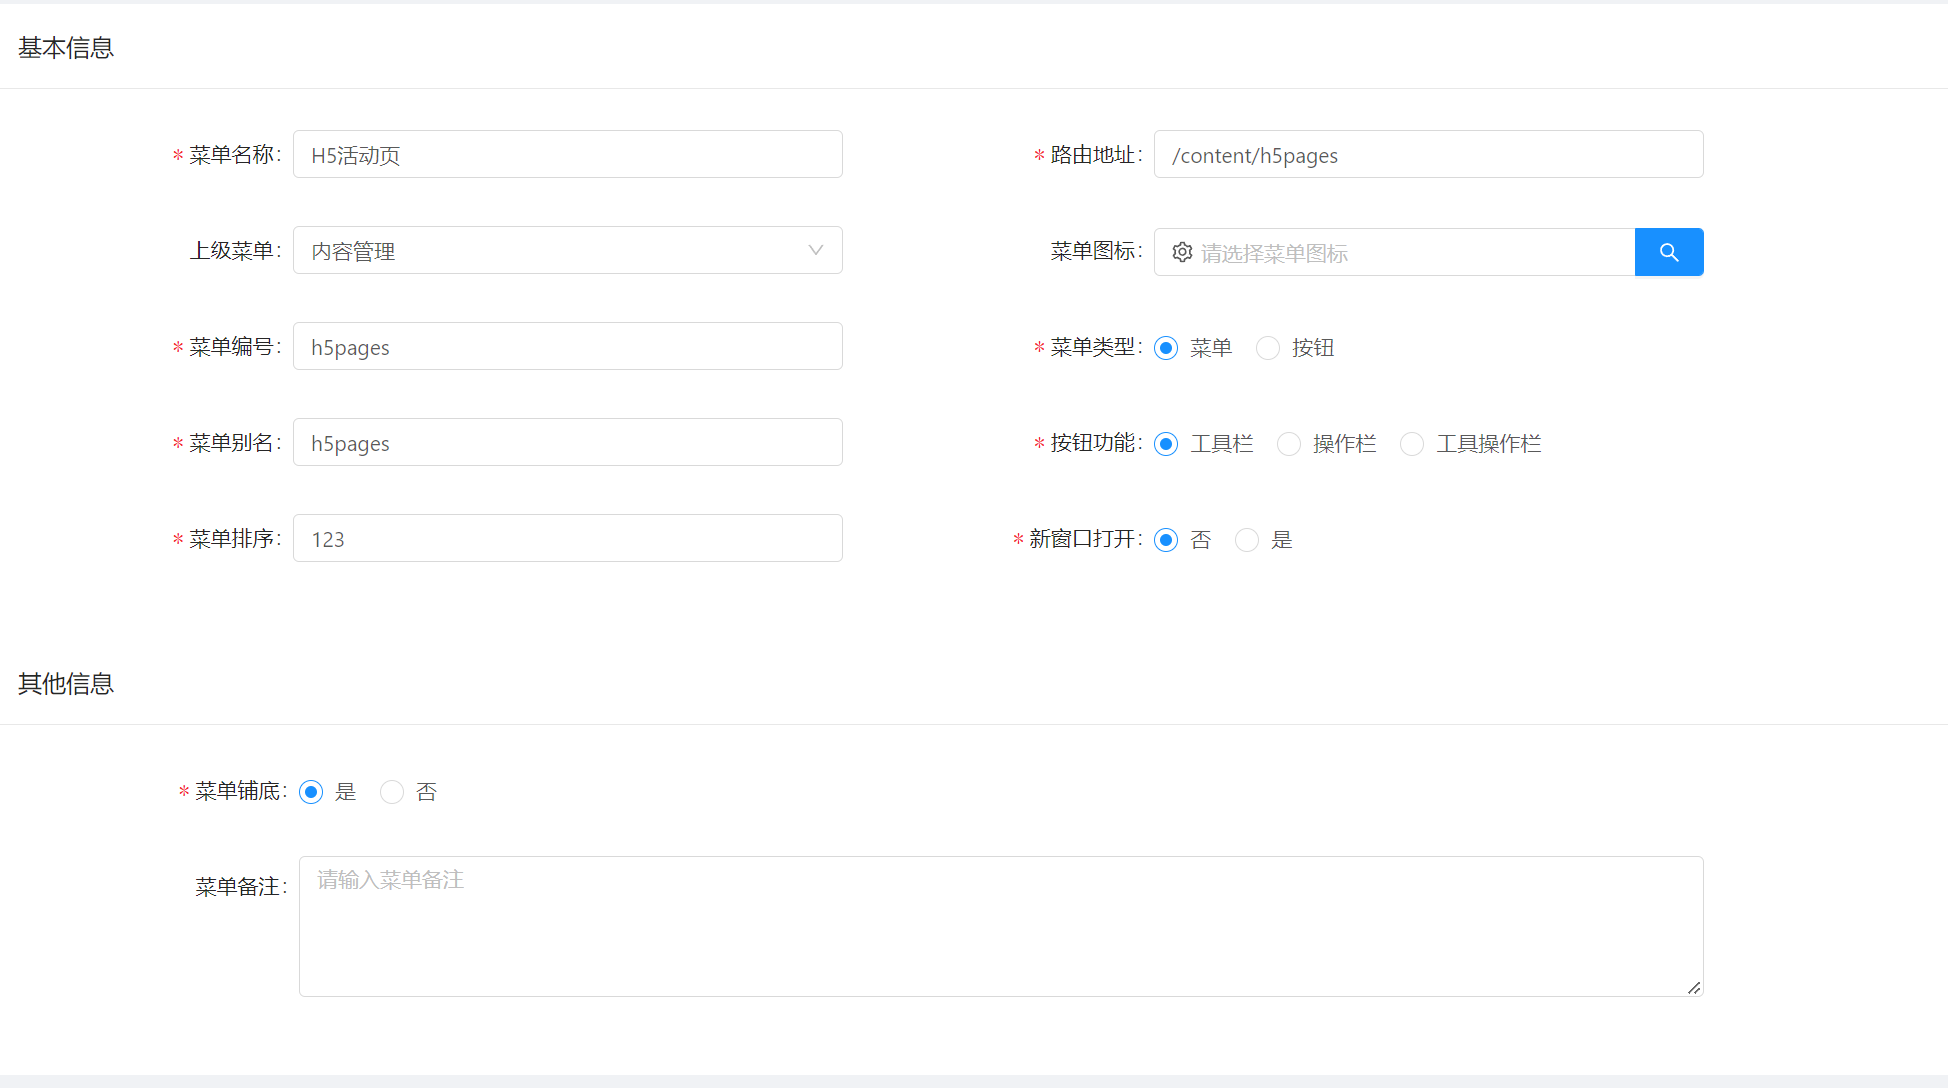 基本信息
* 菜单名称： H5活动页
* 路由地址： /content/h5pages
上级菜单： 内容管理
菜单图标： 请选择菜单图标
* 菜单编号： h5pages
* 菜单类型： 菜单 按钮
* 菜单别名： h5pages
* 按钮功能： 工具栏 操作栏 工具操作栏
* 菜单排序： 123
* 新窗口打开： 否 是
其他信息
* 菜单铺底： 是 否
菜单备注： 请输入菜单备注